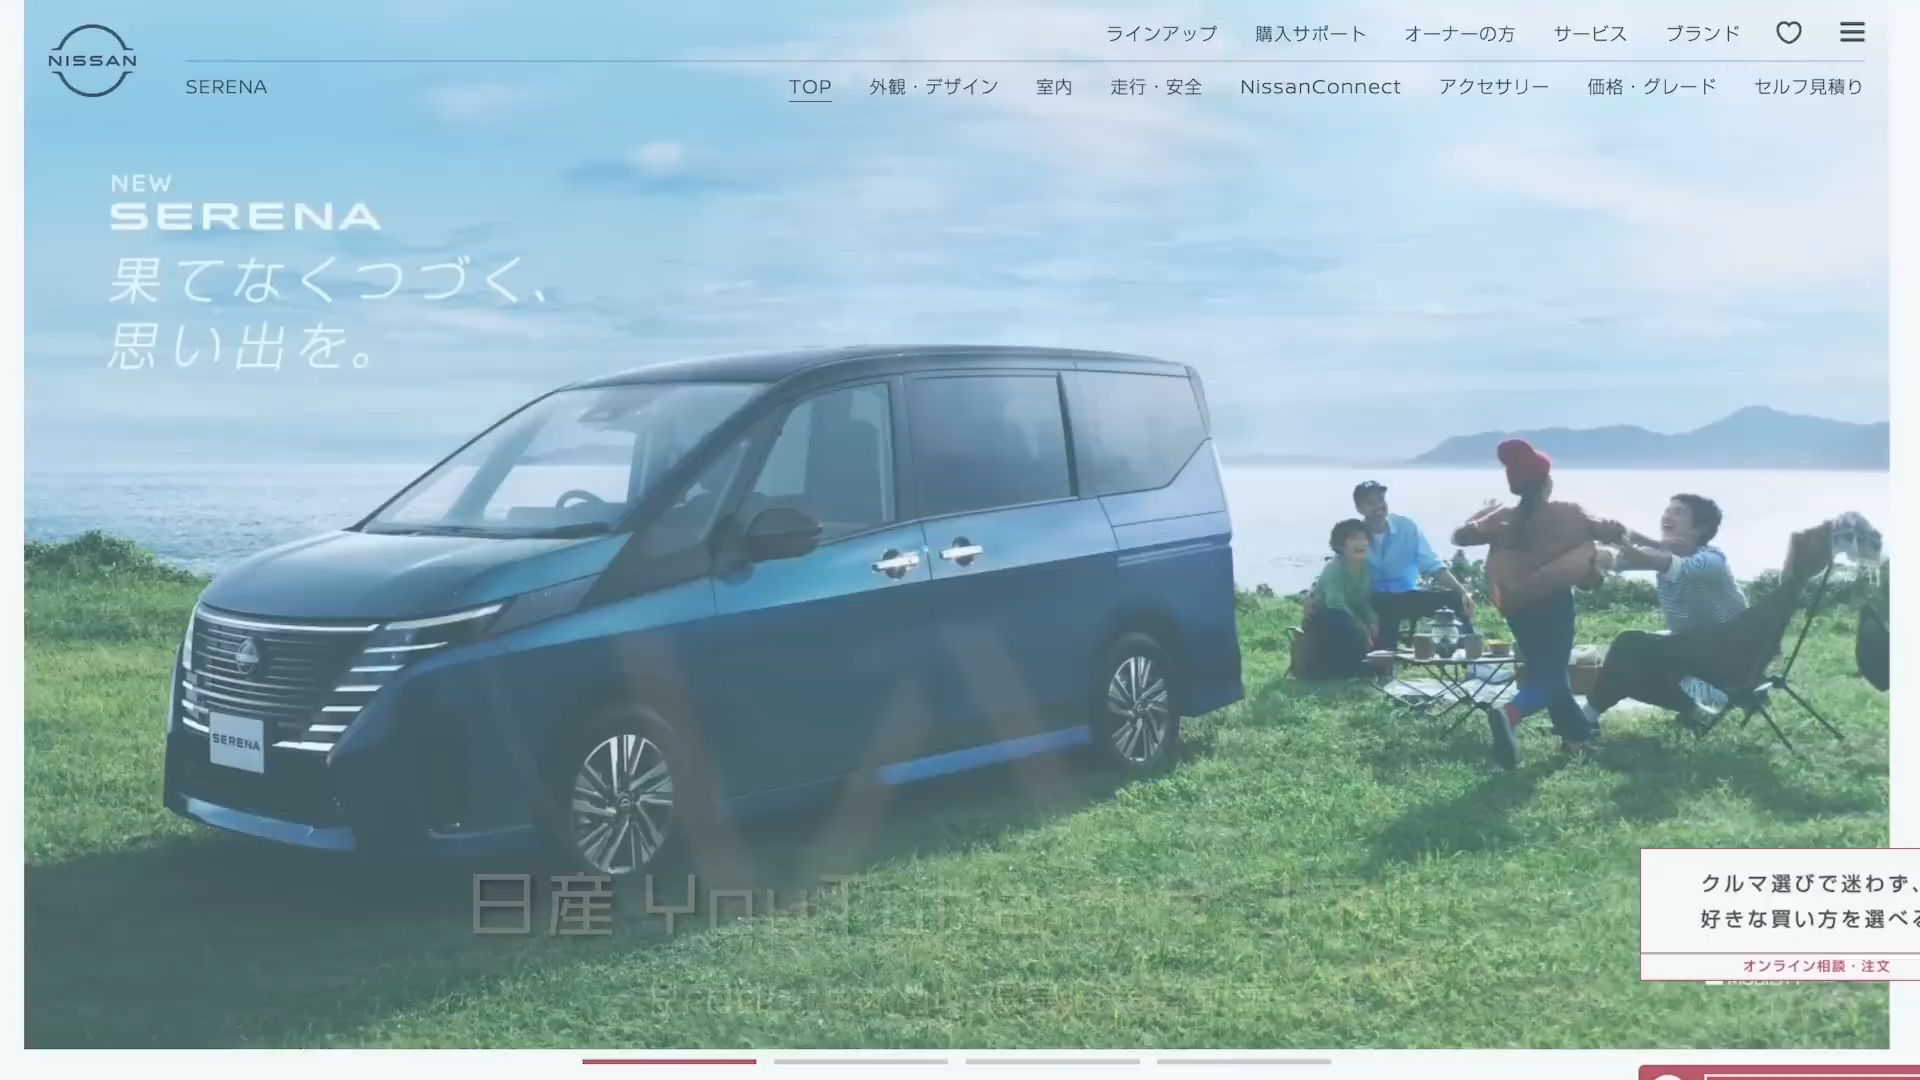 NISSAN
ラインアップ 購入サポート オーナーの方 サービス ブランド
SERENA TOP 外観・デザイン 室内 走行・安全 NissanConnect アクセサリー 価格・グレード セルフ見積り
NEW
SERENA
果てなくつづく、
思い出を。
SERENA
日産 YouTube
クルマ選びで迷わず、
好きな買い方を選べる
オンライン相談・注文